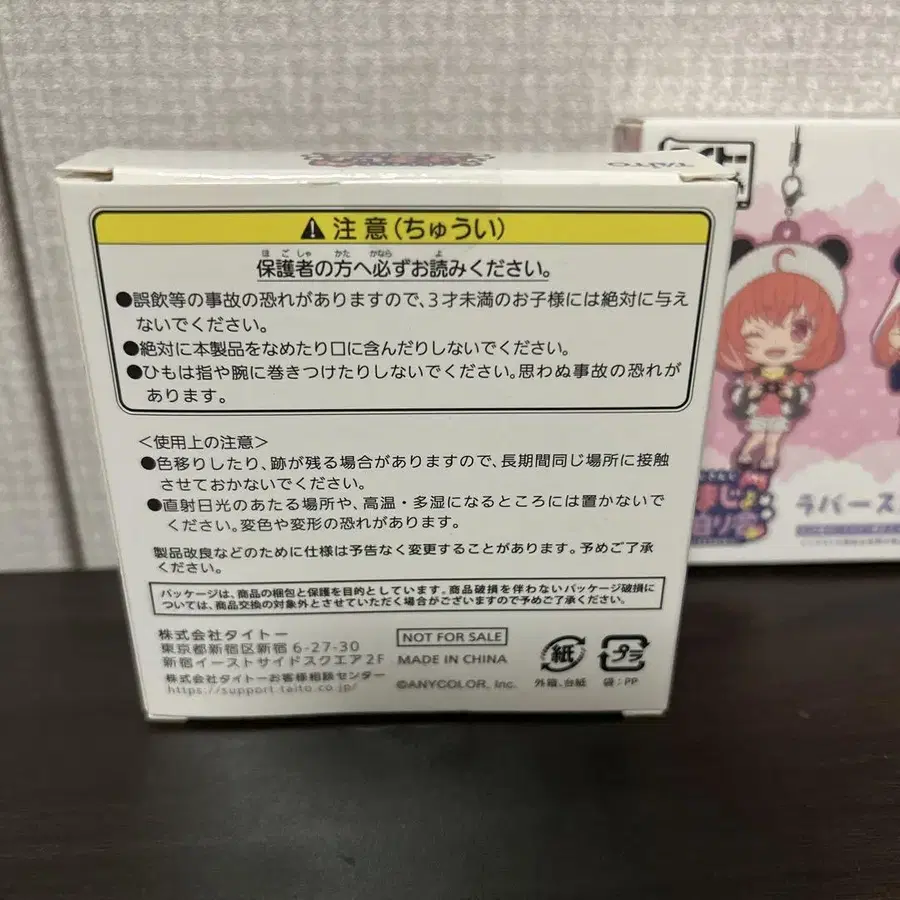 TAITO
注意(ちゅうい)
保護者の方へ必ずお読みください。
●誤飲等の事故の恐れがありますので、3才未満のお子様には絶対に与え
ないでください。
●絶対に本製品をなめたり口に含んだりしないでください。
●ひもは指や腕に巻きつけたりしないでください。思わぬ事故の恐れが
あります。
<使用上の注意>
●色移りしたり、跡が残る場合がありますので、長期間同じ場所に接触
させておかないでください。
●直射日光のあたる場所や、高温・多湿になるところには置かないで
ください。変色や変形の恐れがあります。
製品改良などのために仕様は予告なく変更することがあります。予めご了承
ください。
パッケージは、商品の梱包と保護を目的としています。商品破損を伴わないパッケージ破損に
ついては、商品交換の対象外とさせていただく場合がございますので予めご了承ください。
株式会社タイトー
東京都新宿区新宿 6-27-30
新宿イーストサイドスクエア 2F
株式会社タイトーお客様相談センター
https://support.taito.co.jp/
NOT FOR SALE
MADE IN CHINA
©ANYCOLOR, Inc.
紙
外箱、台紙
プラ
袋:PP
ラバース